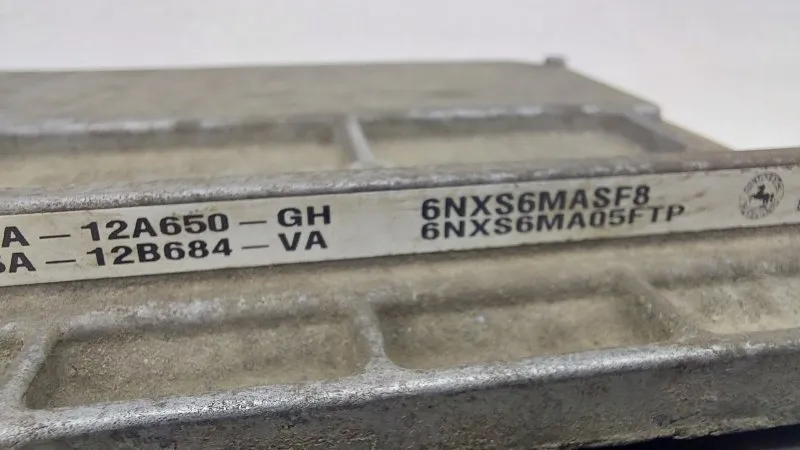 A-12A650-GH 6NXS6MASF8
A-12B684-VA 6NXS6MA05FTP